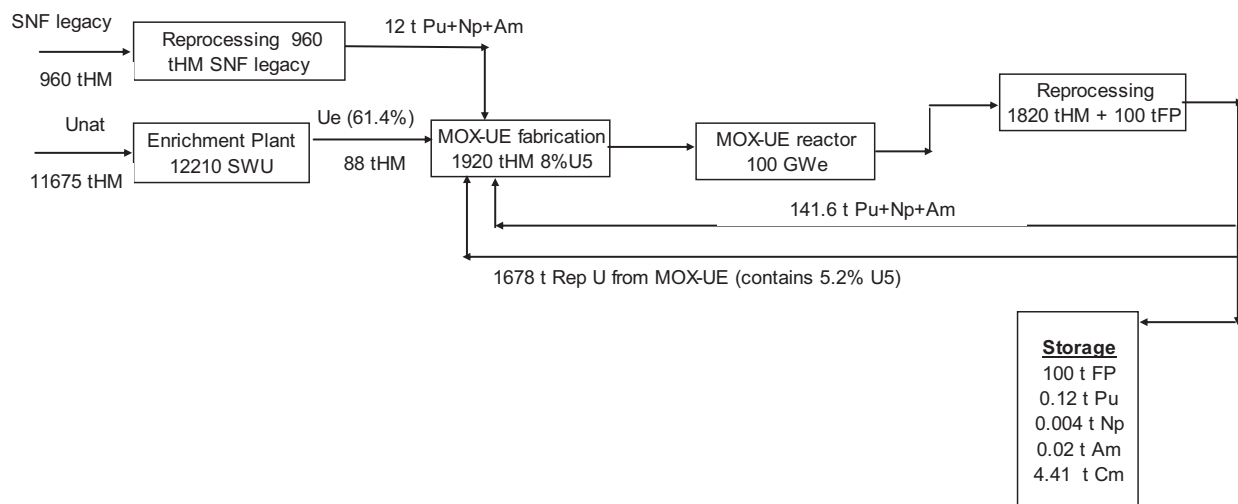 SNF legacy
960 tHM
Reprocessing 960
tHM SNF legacy
12 t Pu+Np+Am
Unat
11675 tHM
Enrichment Plant
12210 SWU
Ue (61.4%)
88 tHM
MOX-UE fabrication
1920 tHM 8%U5
MOX-UE reactor
100 GWe
Reprocessing
1820 tHM + 100 tFP
141.6 t Pu+Np+Am
1678 t Rep U from MOX-UE (contains 5.2% U5)
Storage
100 t FP
0.12 t Pu
0.004 t Np
0.02 t Am
4.41 t Cm